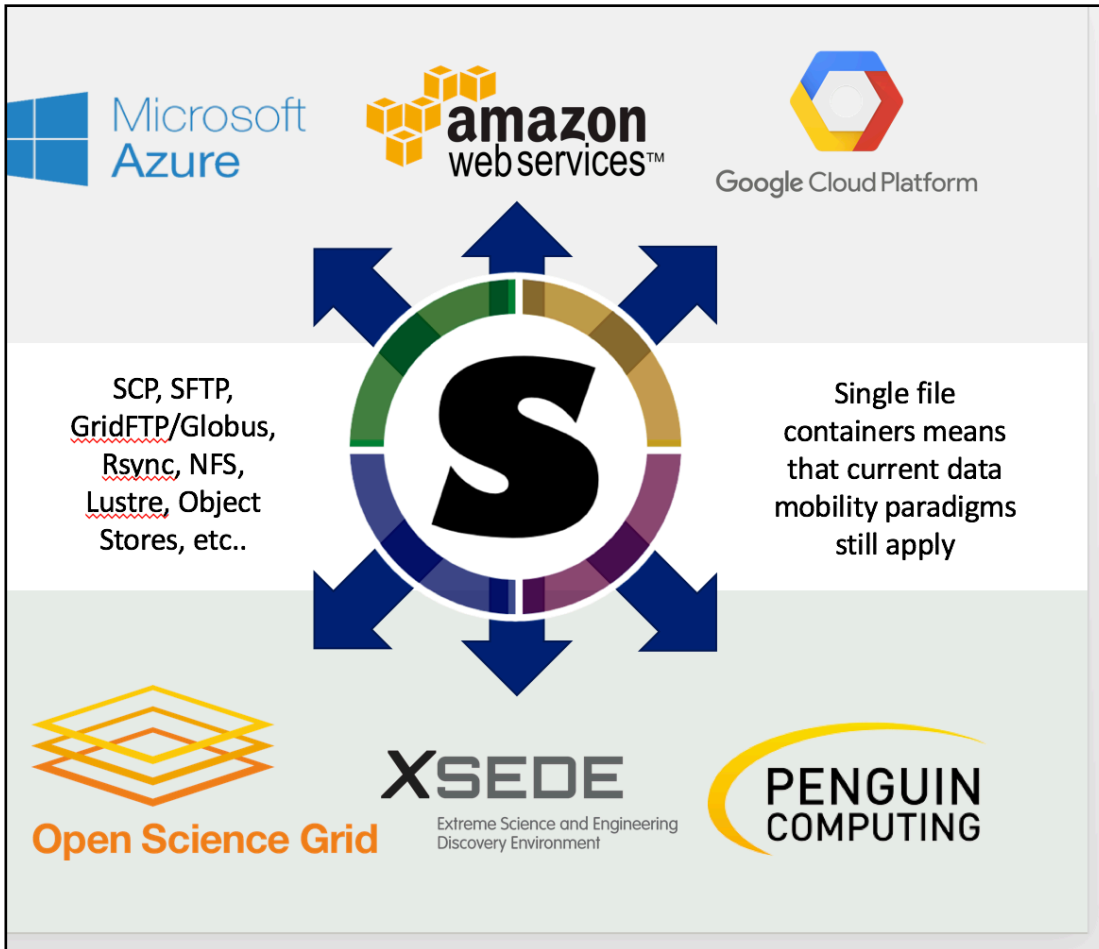 Microsoft
Azure
amazon
web services™
Google Cloud Platform
SCP, SFTP,
GridFTP/Globus,
Rsync, NFS,
Lustre, Object
Stores, etc..
S
Single file
containers means
that current data
mobility paradigms
still apply
Open Science Grid
XSEDE
Extreme Science and Engineering
Discovery Environment
PENGUIN
COMPUTING